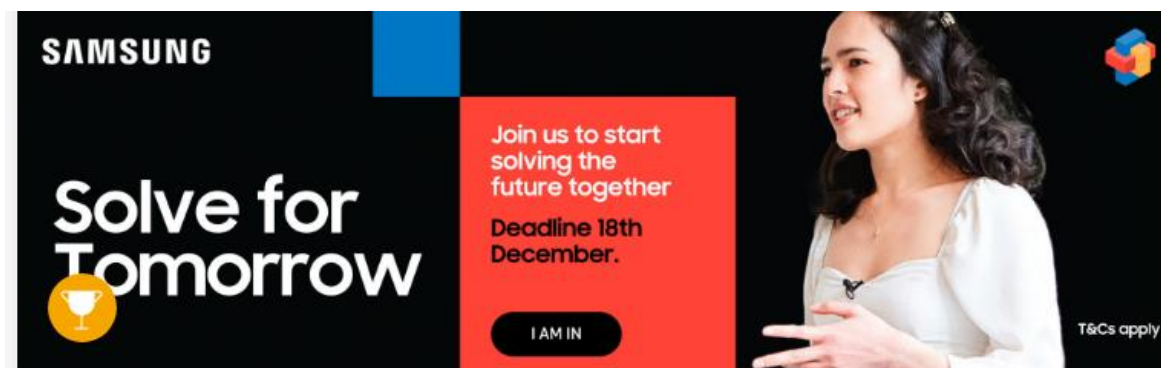 SAMSUNG
Solve for
Tomorrow
Join us to start
solving the
future together
Deadline 18th
December.
I AM IN
T&Cs apply